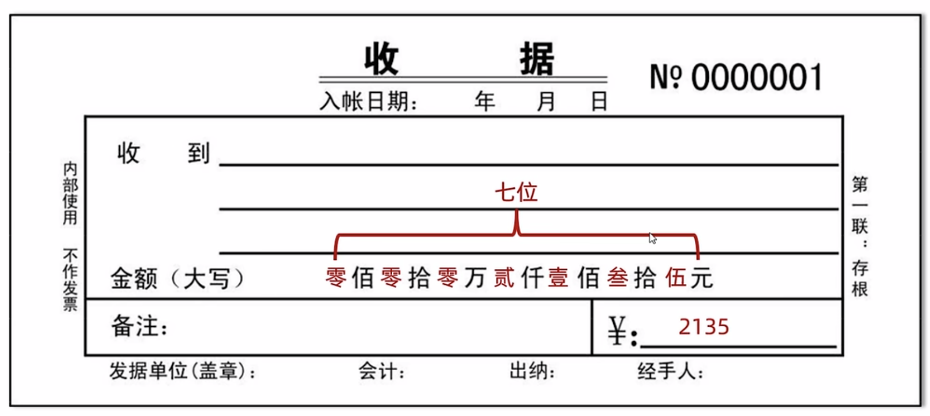 收 据
№ 0000001
入帐日期： 年 月 日
收 到
七位
金额（大写） 零佰零拾零万贰仟壹佰叁拾伍元
备注：
¥： 2135
发据单位(盖章)： 会计： 出纳： 经手人：
内部使用 不作发票
第一联：存根